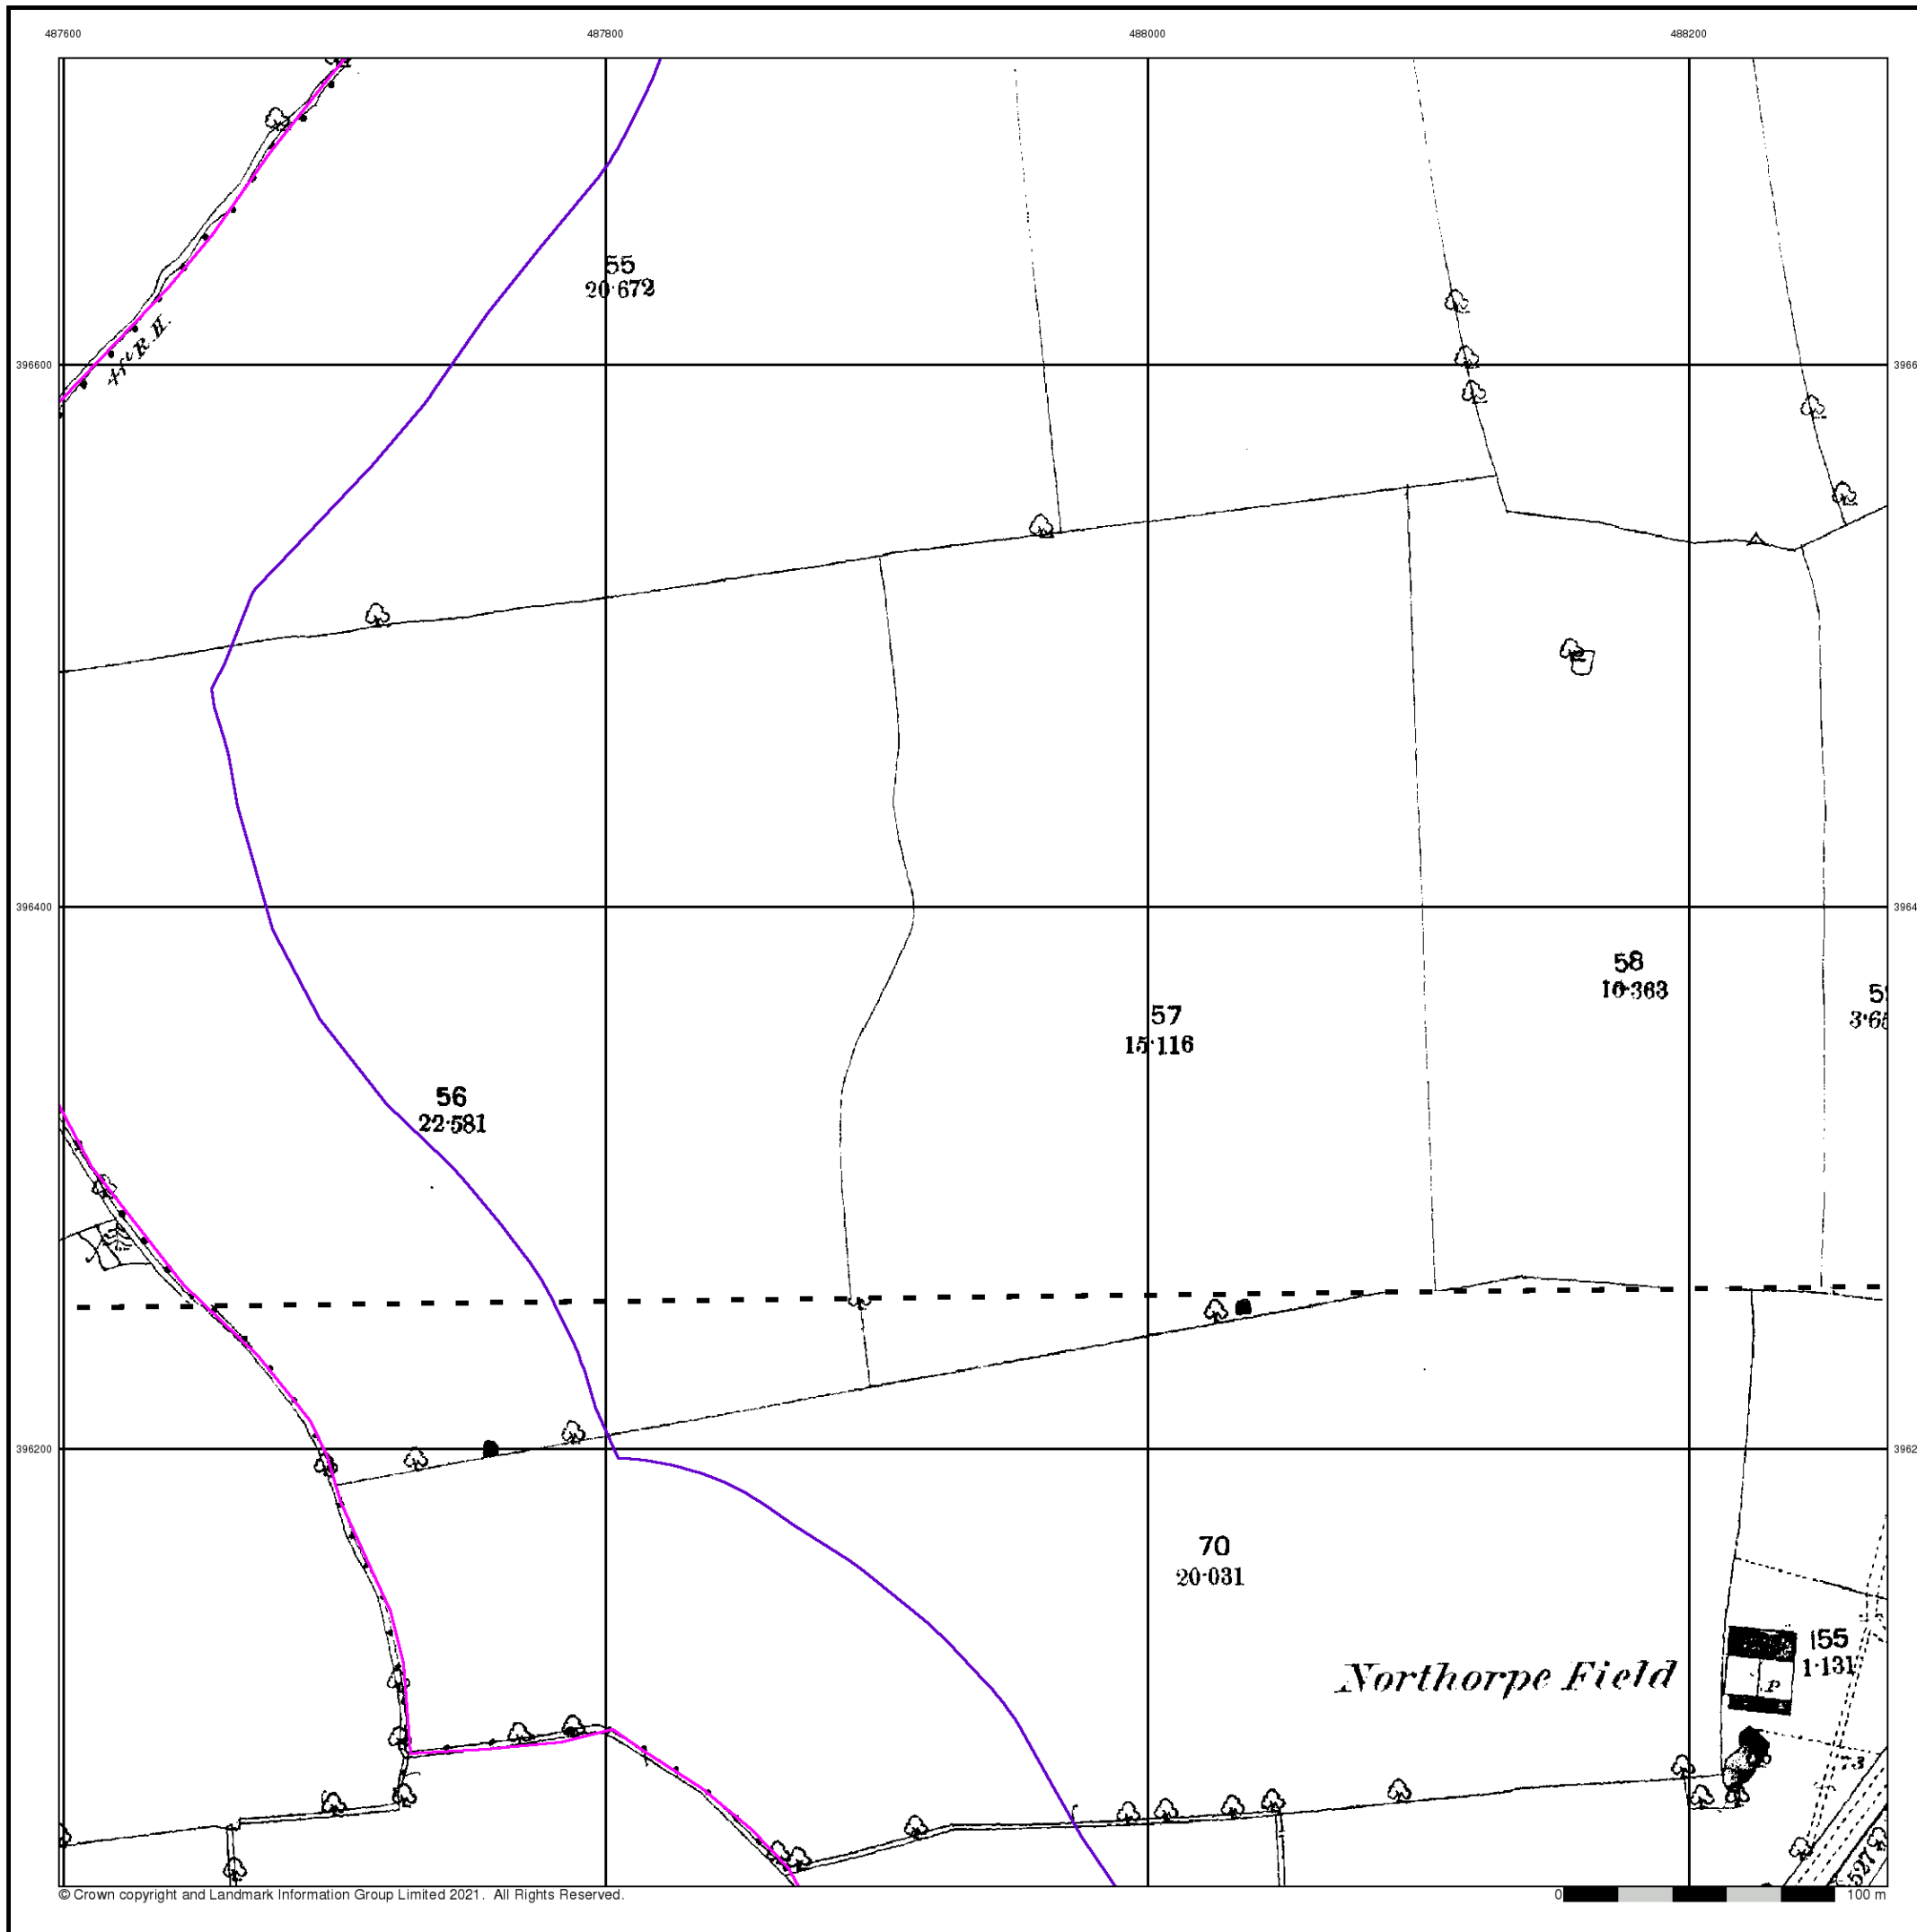 487600 487800 488000 488200
55
20·672
4ft R.H.
396600
58
10·363
57
15·116
56
22·581
396400
396200
70
20·031
Northorpe Field
155
1·131
P
527
© Crown copyright and Landmark Information Group Limited 2021. All Rights Reserved.
0 100 m